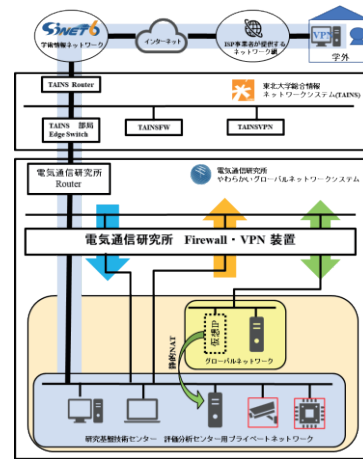 SINET6
学術情報ネットワーク
インターネット
ISP事業者が提供する
ネットワーク網
VPN
学外
TAINS Router
東北大学総合情報
ネットワークシステム(TAINS)
TAINS 部局
Edge Switch
TAINSFW
TAINSVPN
電気通信研究所
Router
電気通信研究所
やわらかいグローバルネットワークシステム
電気通信研究所 Firewall・VPN 装置
仮想IP
静的NAT
グローバルネットワーク
研究基盤技術センター 評価分析センター用プライベートネットワーク